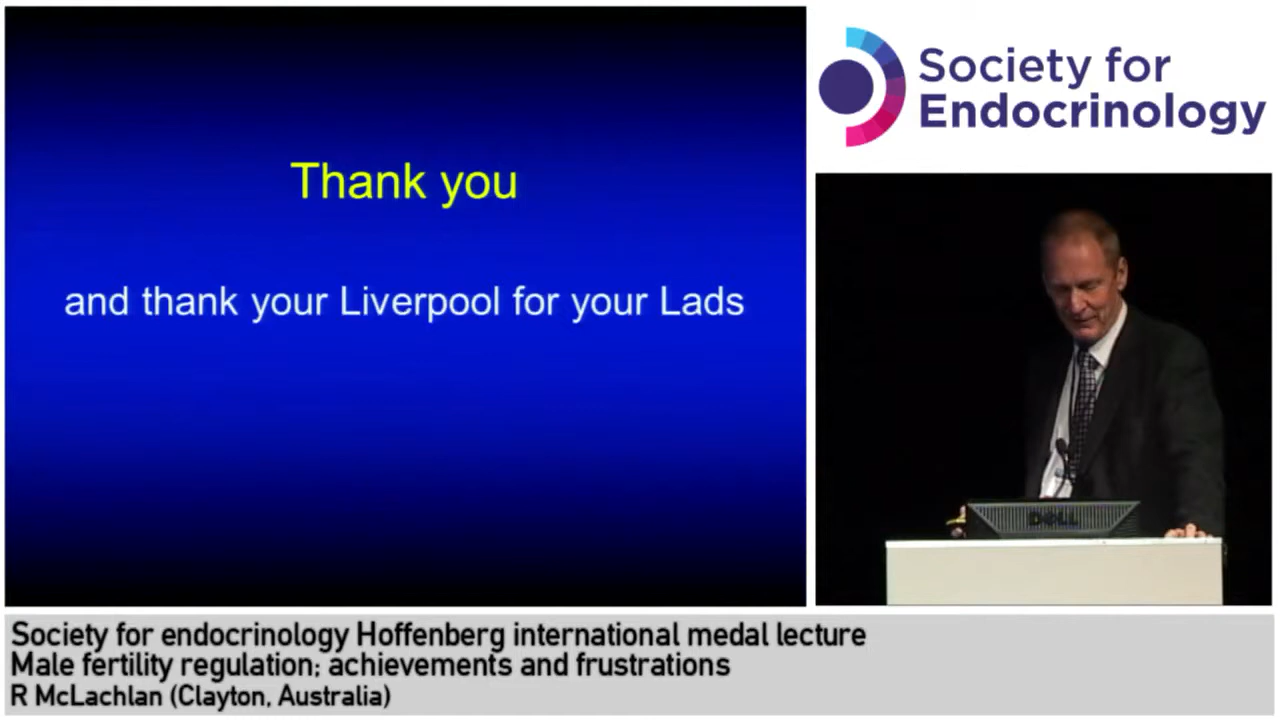 Thank you
and thank your Liverpool for your Lads
Society for
Endocrinology
DELL
Society for endocrinology Hoffenberg international medal lecture
Male fertility regulation; achievements and frustrations
R McLachlan (Clayton, Australia)